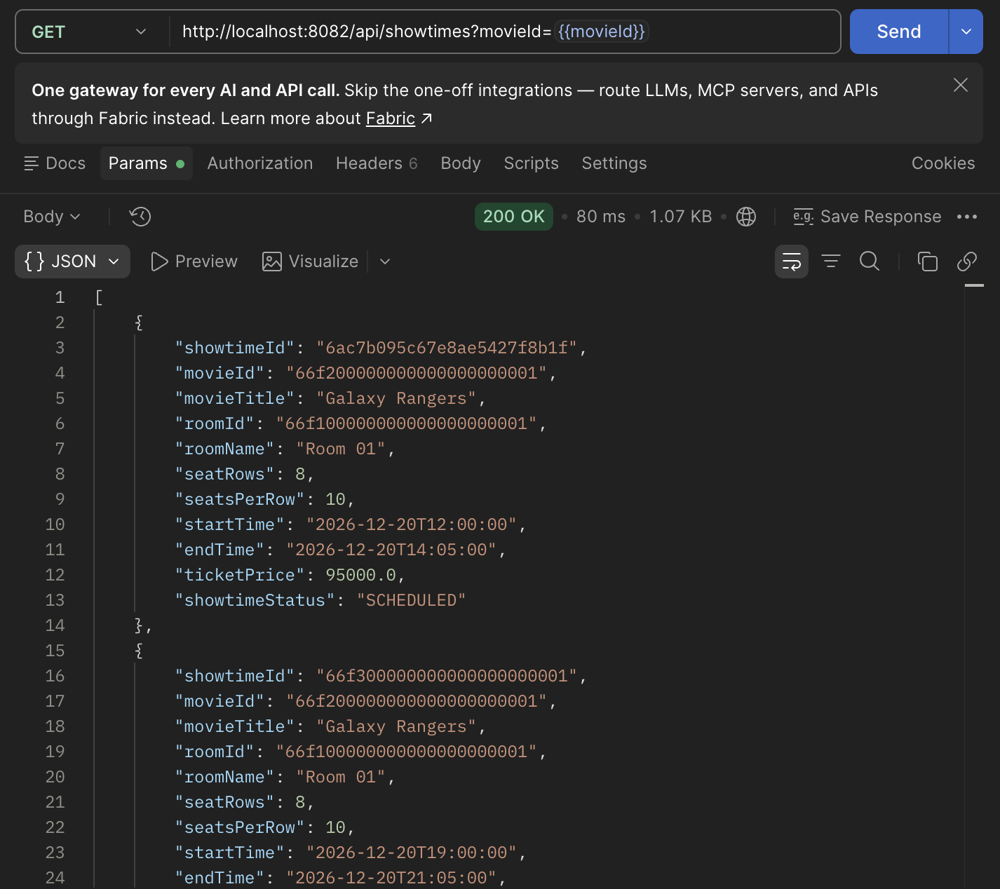 GET http://localhost:8082/api/showtimes?movieId={{movieId}} Send
One gateway for every AI and API call. Skip the one-off integrations — route LLMs, MCP servers, and APIs
through Fabric instead. Learn more about Fabric ↗
Docs Params Authorization Headers 6 Body Scripts Settings Cookies
Body 200 OK • 80 ms • 1.07 KB • e.g. Save Response
{} JSON Preview Visualize
1 [
2 {
3 "showtimeId": "6ac7b095c67e8ae5427f8b1f",
4 "movieId": "66f200000000000000000001",
5 "movieTitle": "Galaxy Rangers",
6 "roomId": "66f100000000000000000001",
7 "roomName": "Room 01",
8 "seatRows": 8,
9 "seatsPerRow": 10,
10 "startTime": "2026-12-20T12:00:00",
11 "endTime": "2026-12-20T14:05:00",
12 "ticketPrice": 95000.0,
13 "showtimeStatus": "SCHEDULED"
14 },
15 {
16 "showtimeId": "66f300000000000000000001",
17 "movieId": "66f200000000000000000001",
18 "movieTitle": "Galaxy Rangers",
19 "roomId": "66f100000000000000000001",
20 "roomName": "Room 01",
21 "seatRows": 8,
22 "seatsPerRow": 10,
23 "startTime": "2026-12-20T19:00:00",
24 "endTime": "2026-12-20T21:05:00",